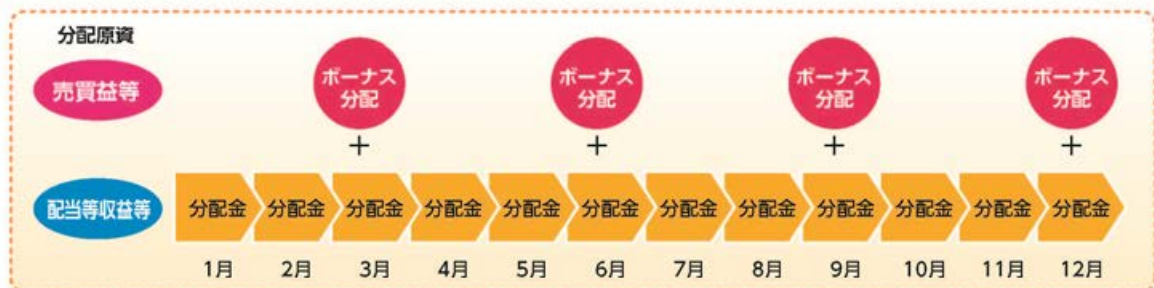 分配原資
売買益等
ボーナス
分配
ボーナス
分配
ボーナス
分配
ボーナス
分配
+
+
+
+
配当等収益等
分配金 分配金 分配金 分配金 分配金 分配金 分配金 分配金 分配金 分配金 分配金 分配金
1月 2月 3月 4月 5月 6月 7月 8月 9月 10月 11月 12月